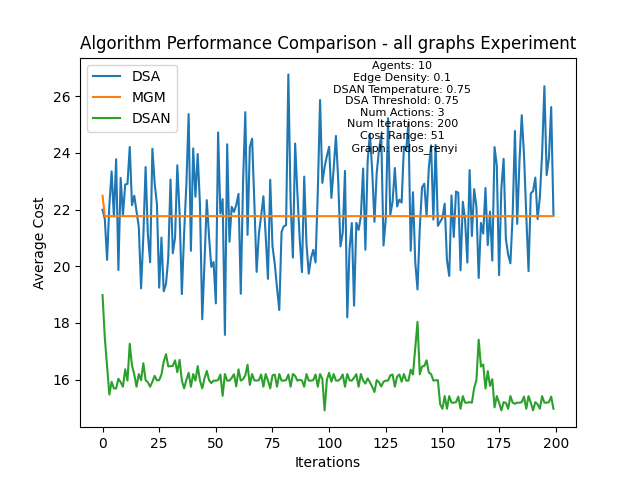 Algorithm Performance Comparison - all graphs Experiment
DSA
MGM
DSAN
Agents: 10
Edge Density: 0.1
DSAN Temperature: 0.75
DSA Threshold: 0.75
Num Actions: 3
Num Iterations: 200
Cost Range: 51
Graph: erdos_renyi
Average Cost
26
24
22
20
18
16
0
25
50
75
100
125
150
175
200
Iterations